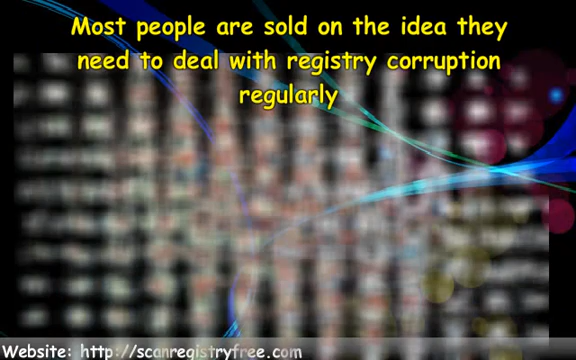 Most people are sold on the idea they
need to deal with registry corruption
regularly
Website: http://scanregistryfree.com